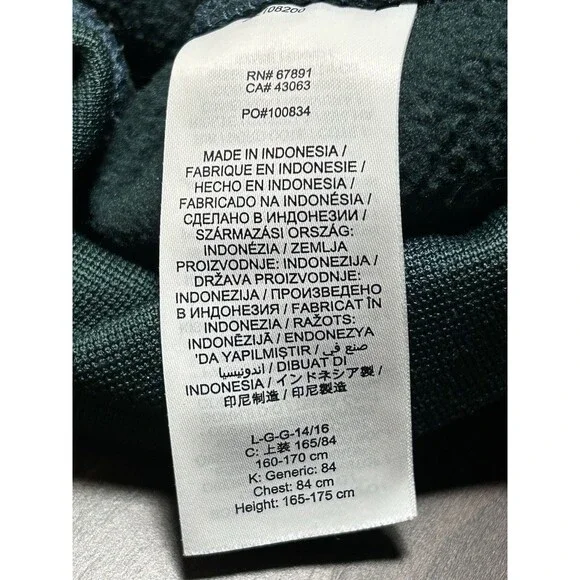 RN# 67891
CA# 43063
PO#100834
MADE IN INDONESIA /
FABRIQUE EN INDONESIE /
HECHO EN INDONESIA /
FABRICADO NA INDONÉSIA /
СДЕЛАНО В ИНДОНЕЗИИ /
SZÁRMAZÁSI ORSZÁG:
INDONÉZIA / ZEMLJA
PROIZVODNJE: INDONEZIJA /
DRŽAVA PROIZVODNJE:
INDONEZIJA / ПРОИЗВЕДЕНО
В ИНДОНЕЗИЯ / FABRICAT ÎN
INDONEZIA / RAŽOTS:
INDONĒZIJĀ / ENDONEZYA
'DA YAPILMIŞTIR / صنع في
اندونيسيا / DIBUAT DI
INDONESIA / インドネシア製 /
印尼制造 / 印尼製造
L-G-G-14/16
C: 上装 165/84
160-170 cm
K: Generic: 84
Chest: 84 cm
Height: 165-175 cm